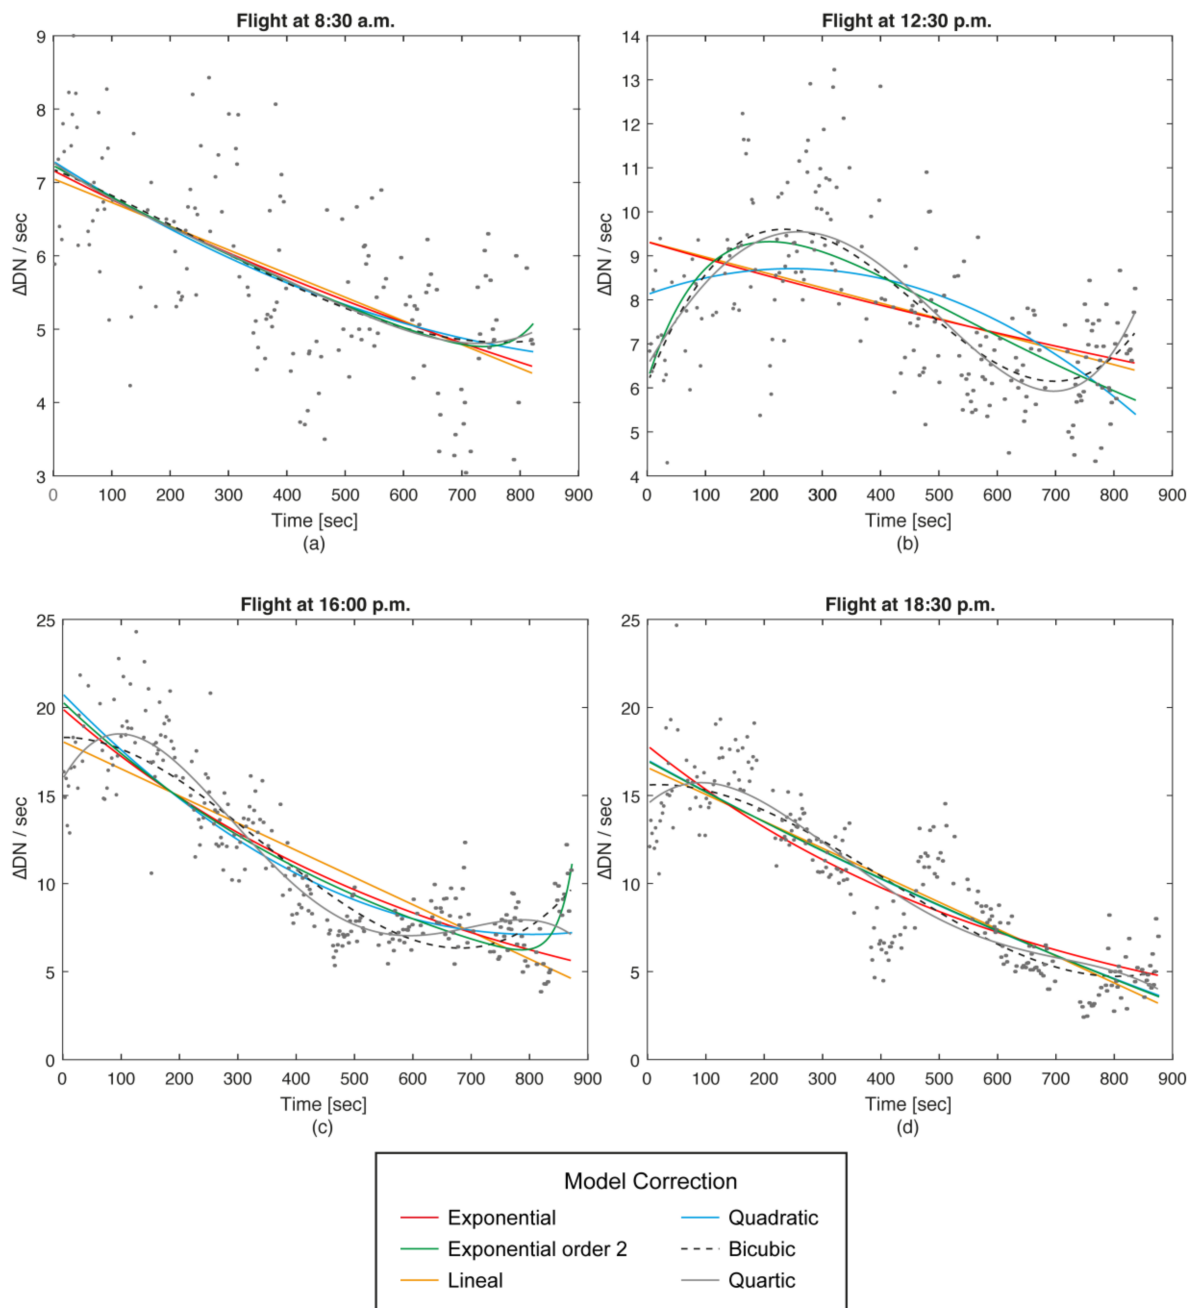 Flight at 8:30 a.m.
9
8
7
6
5
4
3
ΔDN / sec
0 100 200 300 400 500 600 700 800 900
Time [sec]
(a)
Flight at 12:30 p.m.
14
13
12
11
10
9
8
7
6
5
4
ΔDN / sec
0 100 200 300 400 500 600 700 800 900
Time [sec]
(b)
Flight at 16:00 p.m.
25
20
15
10
5
0
ΔDN / sec
0 100 200 300 400 500 600 700 800 900
Time [sec]
(c)
Flight at 18:30 p.m.
25
20
15
10
5
0
ΔDN / sec
0 100 200 300 400 500 600 700 800 900
Time [sec]
(d)
Model Correction
Exponential
Exponential order 2
Lineal
Quadratic
Bicubic
Quartic